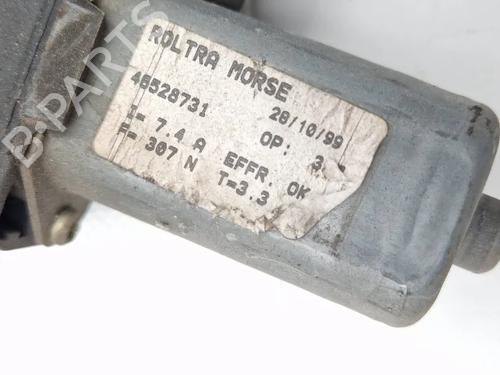 B-PARTS
ROLTRA MORSE
46528731 28/10/99
I= 7.4 A OP: 3
F= 307 N EFFR. OK
T=3.3